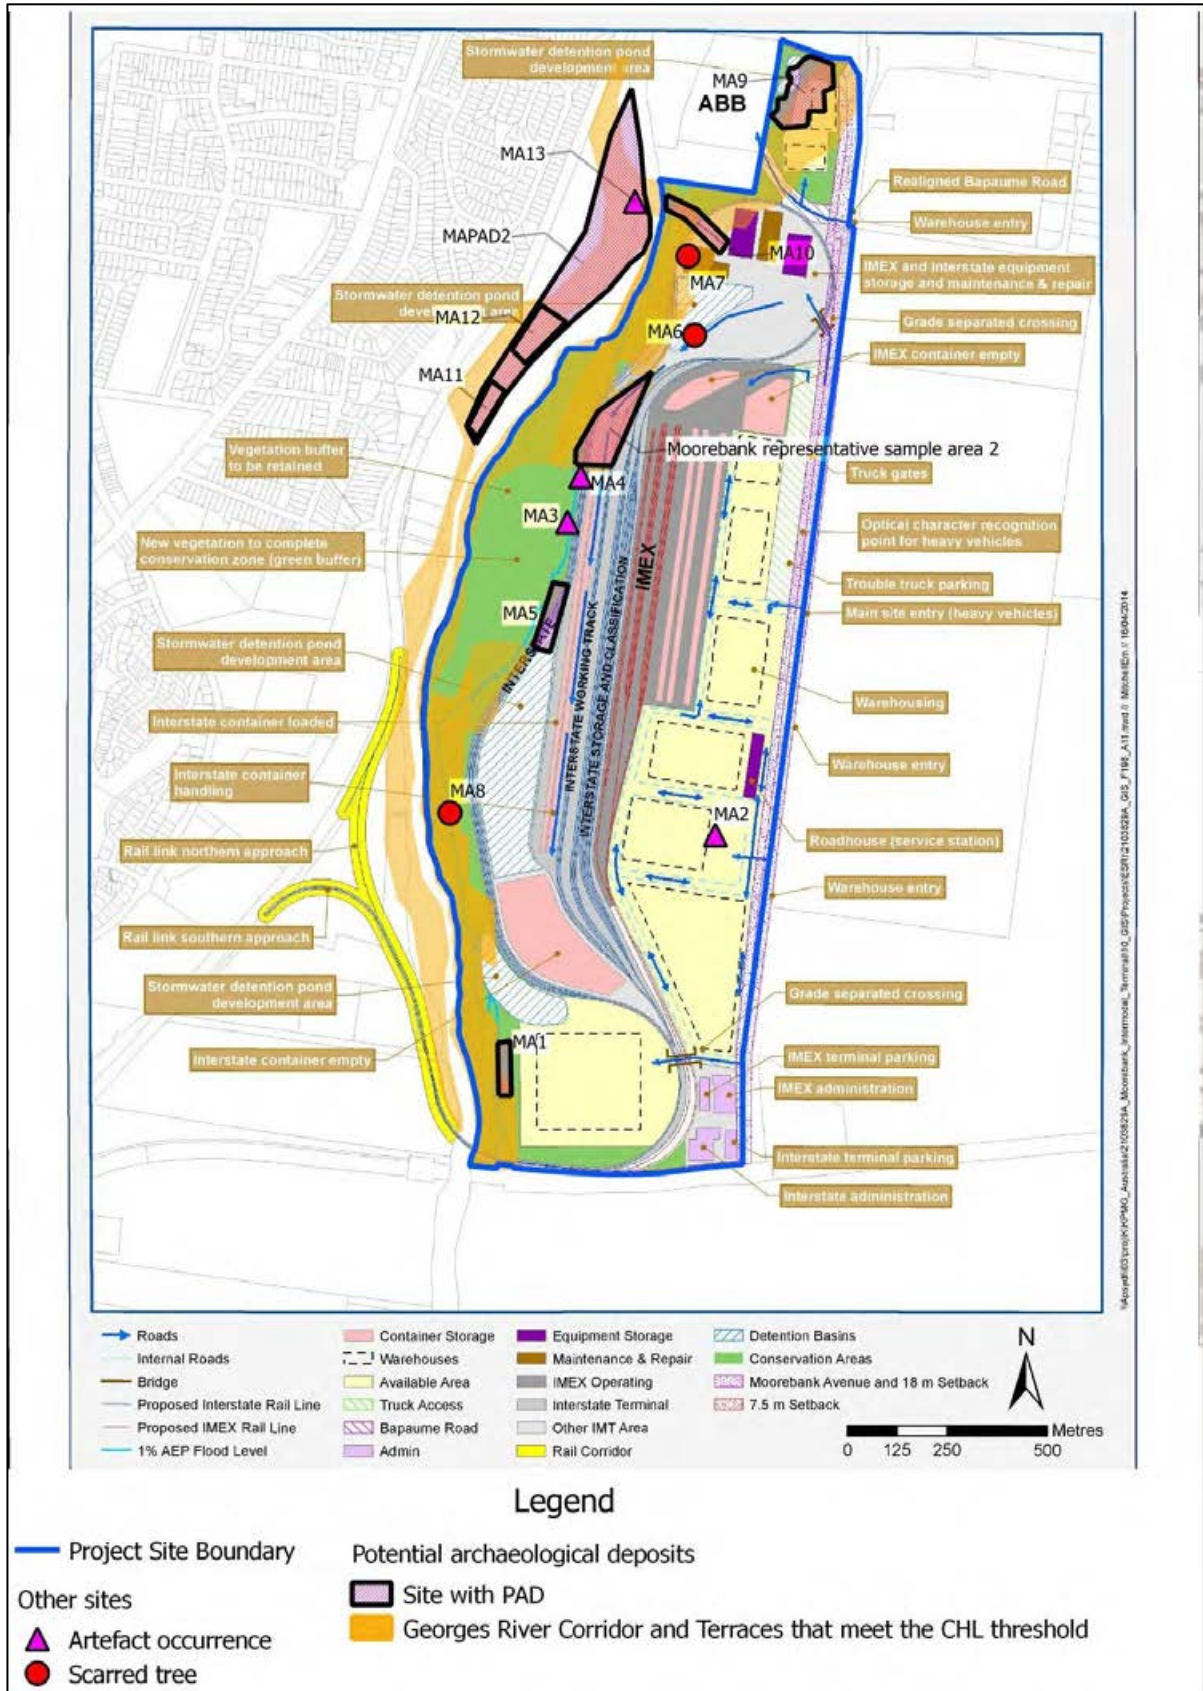 Stormwater detention pond
development area
MA9
ABB
MA13
Realigned Bapaume Road
Warehouse entry
MAPAD2
MA10
IMEX and Interstate equipment
storage and maintenance & repair
MA7
Stormwater detention pond
development area
MA12
MA6
Grade separated crossing
IMEX container empty
MA11
Moorebank representative sample area 2
Vegetation buffer
to be retained
MA4
Truck gates
MA3
Optical character recognition
point for heavy vehicles
New vegetation to complete
conservation zone (green buffer)
IMEX
Trouble truck parking
MA5
Main site entry (heavy vehicles)
INTERSTATE
INTERSTATE WORKING TRACK
INTERSTATE STORAGE AND CLASSIFICATION
Stormwater detention pond
development area
Warehousing
Interstate container loaded
Warehouse entry
Interstate container
handling
MA8
MA2
Roadhouse (service station)
Rail link northern approach
Warehouse entry
Rail link southern approach
Stormwater detention pond
development area
Grade separated crossing
Interstate container empty
MA1
IMEX terminal parking
IMEX administration
Interstate terminal parking
Interstate administration
Roads
Internal Roads
Bridge
Proposed Interstate Rail Line
Proposed IMEX Rail Line
1% AEP Flood Level
Container Storage
Warehouses
Available Area
Truck Access
Bapaume Road
Admin
Equipment Storage
Maintenance & Repair
IMEX Operating
Interstate Terminal
Other IMT Area
Rail Corridor
Detention Basins
Conservation Areas
Moorebank Avenue and 18 m Setback
7.5 m Setback
N
Metres
0 125 250 500
Legend
Project Site Boundary
Other sites
Artefact occurrence
Scarred tree
Potential archaeological deposits
Site with PAD
Georges River Corridor and Terraces that meet the CHL threshold